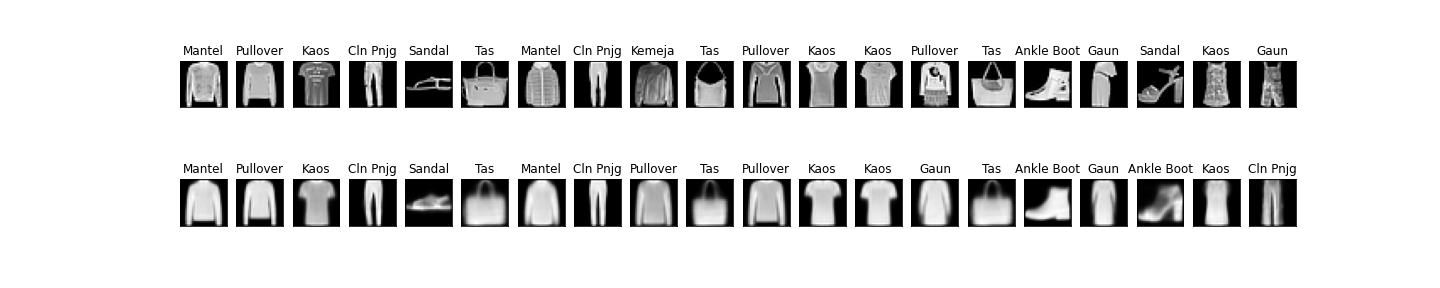 Mantel Pullover Kaos Cln Pnjg Sandal Tas Mantel Cln Pnjg Kemeja Tas Pullover Kaos Kaos Pullover Tas Ankle Boot Gaun Sandal Kaos Gaun
Mantel Pullover Kaos Cln Pnjg Sandal Tas Mantel Cln Pnjg Pullover Tas Pullover Kaos Kaos Gaun Tas Ankle Boot Gaun Ankle Boot Kaos Cln Pnjg